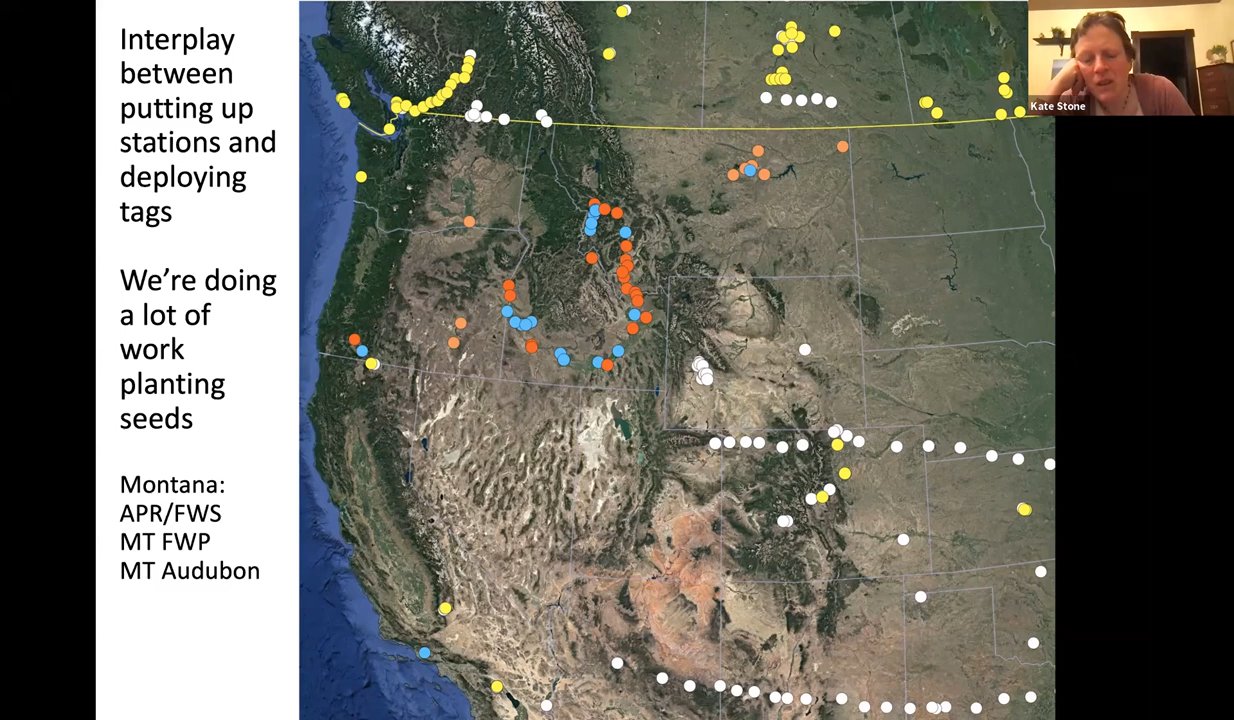 Interplay
between
putting up
stations and
deploying
tags
We're doing
a lot of
work
planting
seeds
Montana:
APR/FWS
MT FWP
MT Audubon
Kate Stone